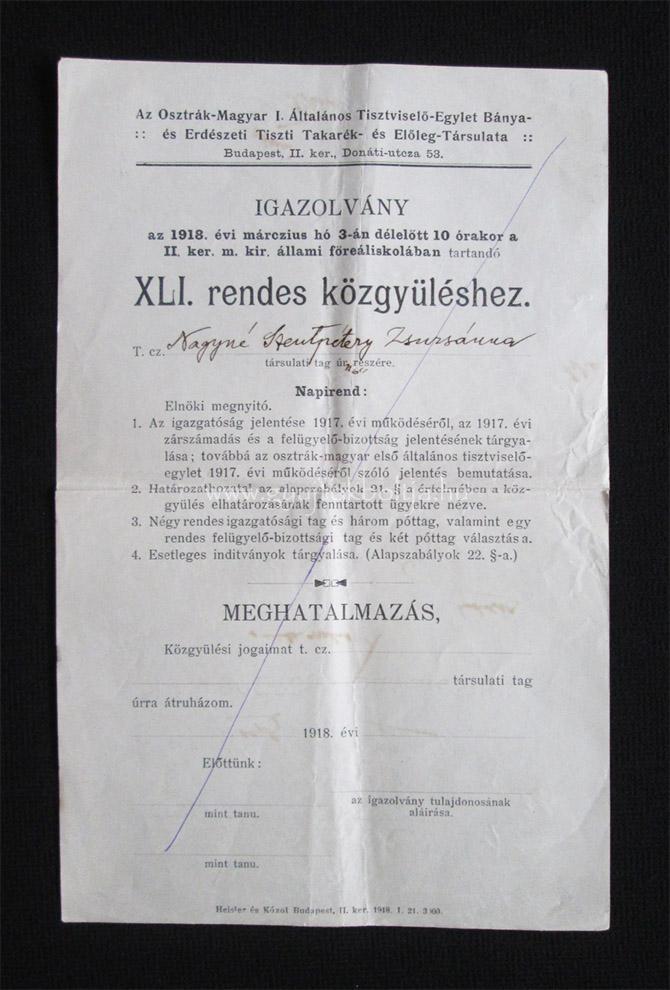 Az Osztrák-Magyar I. Általános Tisztviselő-Egylet Bánya-
:: és Erdészeti Tiszti Takarék- és Előleg-Társulata ::
Budapest, II. ker., Donáti-utcza 53.
IGAZOLVÁNY
az 1918. évi márczius hó 3-án délelőtt 10 órakor a
II. ker. m. kir. állami főreáliskolában tartandó
XLI. rendes közgyüléshez.
T. cz. Nagyné Szentpétery Zsuzsánna
társulati tag úr részére.
Napirend:
Elnöki megnyitó.
1. Az igazgatóság jelentése 1917. évi működéséről, az 1917. évi
zárszámadás és a felügyelő-bizottság jelentésének tárgya-
lása; továbbá az osztrák-magyar első általános tisztviselő-
egylet 1917. évi működéséről szóló jelentés bemutatása.
2. Határozathozatal az alapszabályok 21. § a értelmében a köz-
gyülés elhatározásának fenntartott ügyekre nézve.
3. Négy rendes igazgatósági tag és három póttag, valamint egy
rendes felügyelő-bizottsági tag és két póttag választása.
4. Esetleges inditványok tárgyalása. (Alapszabályok 22. §-a.)
MEGHATALMAZÁS,
Közgyülési jogaimat t. cz.
társulati tag
úrra átruházom.
1918. évi
Előttünk:
az igazolvány tulajdonosának
mint tanu. aláirása.
mint tanu.
Heisler és Kózol Budapest, II. ker. 1918. 1. 21. 3100.